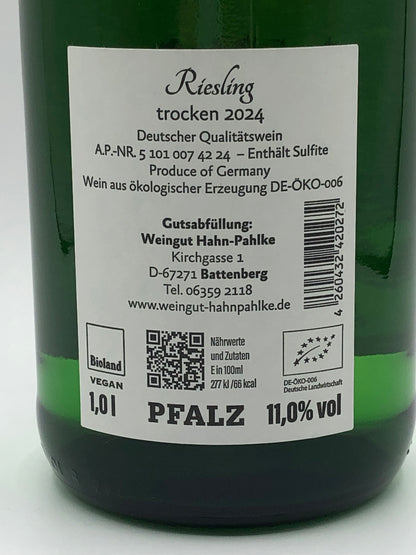 Riesling
trocken 2024
Deutscher Qualitätswein
A.P.-NR. 5 101 007 42 24 – Enthält Sulfite
Produce of Germany
Wein aus ökologischer Erzeugung DE-ÖKO-006
Gutsabfüllung:
Weingut Hahn-Pahlke
Kirchgasse 1
D-67271 Battenberg
Tel. 06359 2118
www.weingut-hahnpahlke.de
4 260432 420272
Bioland
VEGAN
Nährwerte
und Zutaten
E in 100ml
277 kJ/66 kcal
DE-ÖKO-006
Deutsche Landwirtschaft
1,0 l PFALZ 11,0% vol